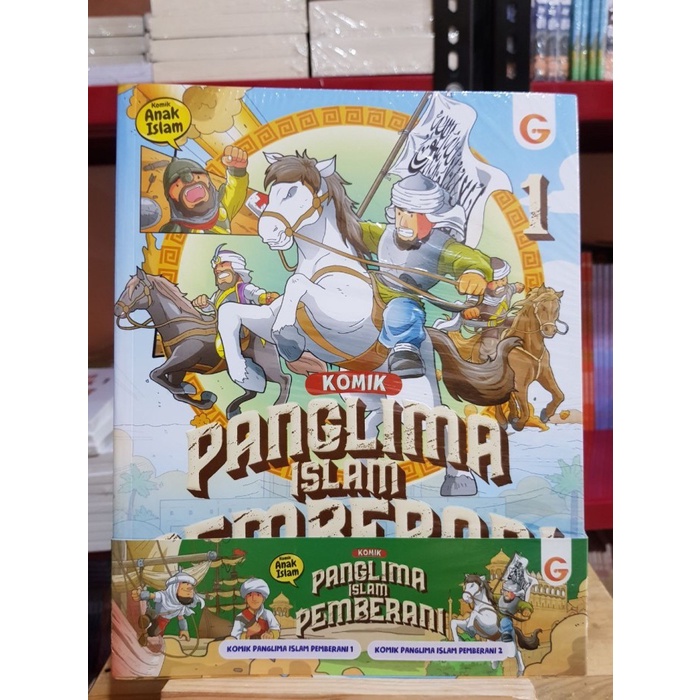 Komik
Anak
Islam
G
1
KOMIK
PANGLIMA
ISLAM
PEMBERANI
Komik
Anak
Islam
KOMIK
PANGLIMA
ISLAM
PEMBERANI
G
KOMIK PANGLIMA ISLAM PEMBERANI 1
KOMIK PANGLIMA ISLAM PEMBERANI 2